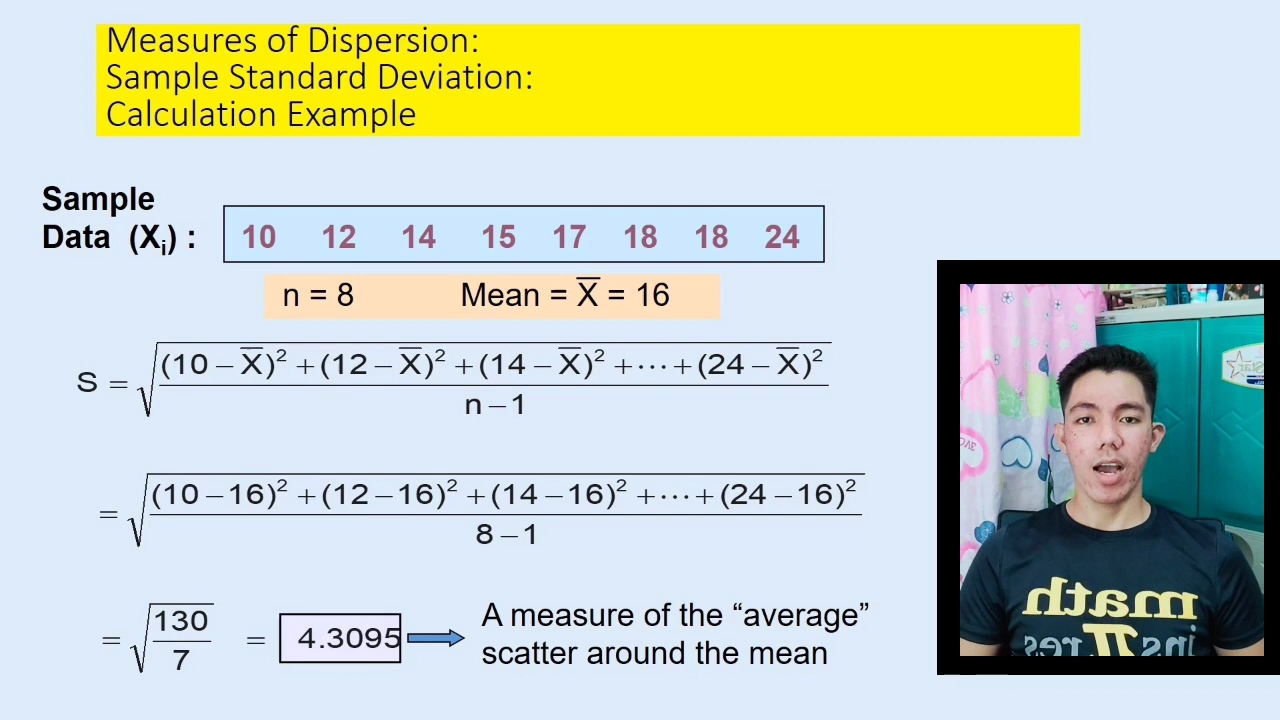 Measures of Dispersion:
Sample Standard Deviation:
Calculation Example
Sample
Data (Xi) :
10 12 14 15 17 18 18 24
n = 8 Mean = X̅ = 16
S = √((10 − X̅)² + (12 − X̅)² + (14 − X̅)² + ⋯ + (24 − X̅)² / n − 1)
= √((10 − 16)² + (12 − 16)² + (14 − 16)² + ⋯ + (24 − 16)² / 8 − 1)
= √(130 / 7) = 4.3095
A measure of the “average”
scatter around the mean
math